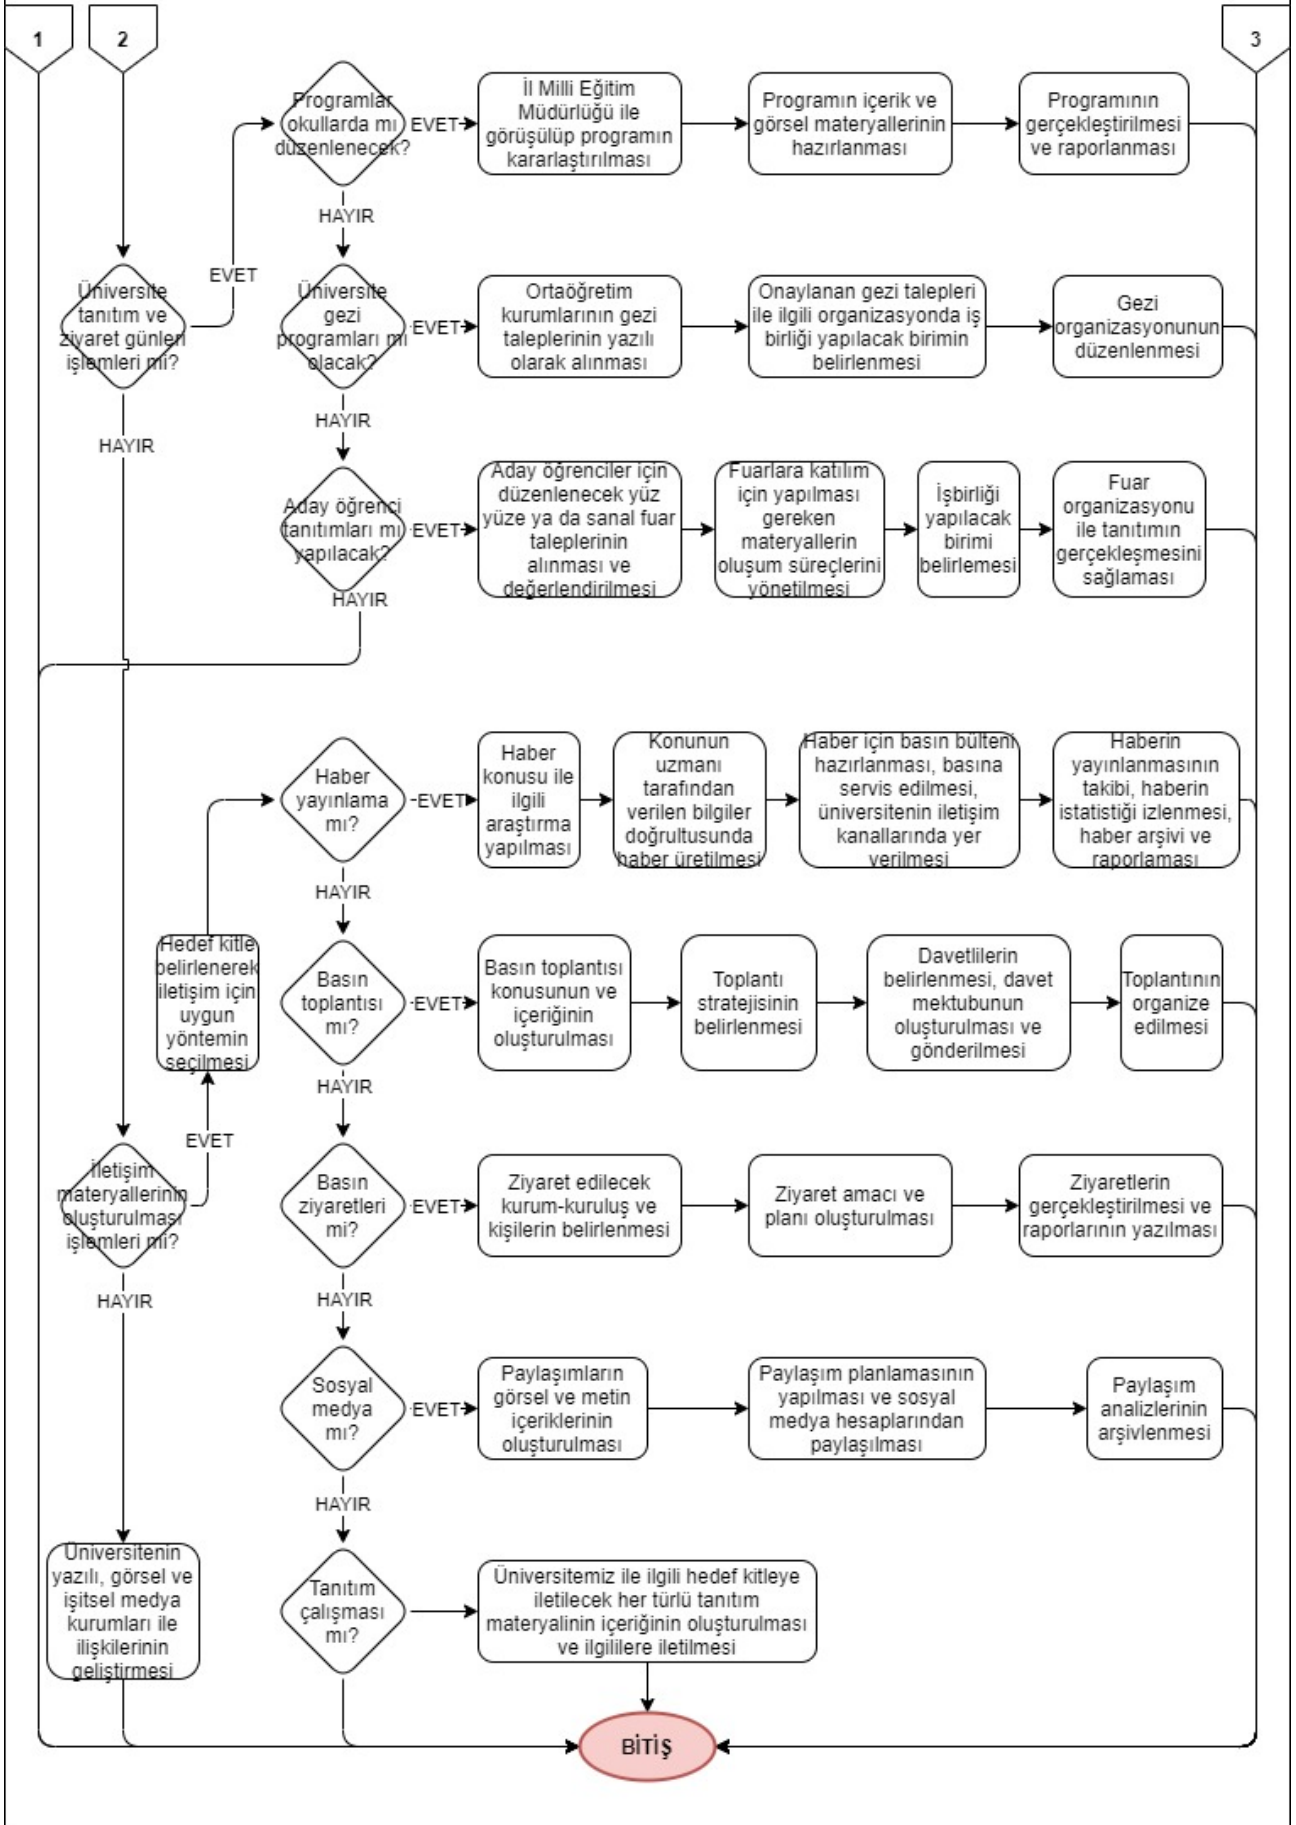 1
2
3
Programlar
okullarda mı
düzenlenecek?
EVET
İl Milli Eğitim
Müdürlüğü ile
görüşülüp programın
kararlaştırılması
Programın içerik ve
görsel materyallerinin
hazırlanması
Programının
gerçekleştirilmesi
ve raporlanması
HAYIR
Üniversite
tanıtım ve
ziyaret günleri
işlemleri mi?
EVET
Üniversite
gezi
programları mı
olacak?
EVET
Ortaöğretim
kurumlarının gezi
taleplerinin yazılı
olarak alınması
Onaylanan gezi talepleri
ile ilgili organizasyonda iş
birliği yapılacak birimin
belirlenmesi
Gezi
organizasyonunun
düzenlenmesi
HAYIR
HAYIR
Aday öğrenci
tanıtımları mı
yapılacak?
EVET
Aday öğrenciler için
düzenlenecek yüz
yüze ya da sanal fuar
taleplerinin
alınması ve
değerlendirilmesi
Fuarlara katılım
için yapılması
gereken
materyallerin
oluşum süreçlerini
yönetilmesi
İşbirliği
yapılacak
birimi
belirlemesi
Fuar
organizasyonu
ile tanıtımın
gerçekleşmesini
sağlaması
HAYIR
Haber
yayınlama
mı?
EVET
Haber
konusu ile
ilgili
araştırma
yapılması
Konunun
uzmanı
tarafından
verilen bilgiler
doğrultusunda
haber üretilmesi
Haber için basın bülteni
hazırlanması, basına
servis edilmesi,
üniversitenin iletişim
kanallarında yer
verilmesi
Haberin
yayınlanmasının
takibi, haberin
istatistiği izlenmesi,
haber arşivi ve
raporlaması
HAYIR
Hedef kitle
belirlenerek
iletişim için
uygun
yöntemin
seçilmesi
Basın
toplantısı
mı?
EVET
Basın toplantısı
konusunun ve
içeriğinin
oluşturulması
Toplantı
stratejisinin
belirlenmesi
Davetlilerin
belirlenmesi, davet
mektubunun
oluşturulması ve
gönderilmesi
Toplantının
organize
edilmesi
HAYIR
EVET
İletişim
materyallerinin
oluşturulması
işlemleri mi?
Basın
ziyaretleri
mi?
EVET
Ziyaret edilecek
kurum-kuruluş ve
kişilerin belirlenmesi
Ziyaret amacı ve
planı oluşturulması
Ziyaretlerin
gerçekleştirilmesi ve
raporlarının yazılması
HAYIR
HAYIR
Sosyal
medya
mı?
EVET
Paylaşımların
görsel ve metin
içeriklerinin
oluşturulması
Paylaşım planlamasının
yapılması ve sosyal
medya hesaplarından
paylaşılması
Paylaşım
analizlerinin
arşivlenmesi
HAYIR
Üniversitenin
yazılı, görsel ve
işitsel medya
kurumları ile
ilişkilerinin
geliştirmesi
Tanıtım
çalışması
mı?
Üniversitemiz ile ilgili hedef kitleye
iletilecek her türlü tanıtım
materyalinin içeriğinin oluşturulması
ve ilgililere iletilmesi
BİTİŞ